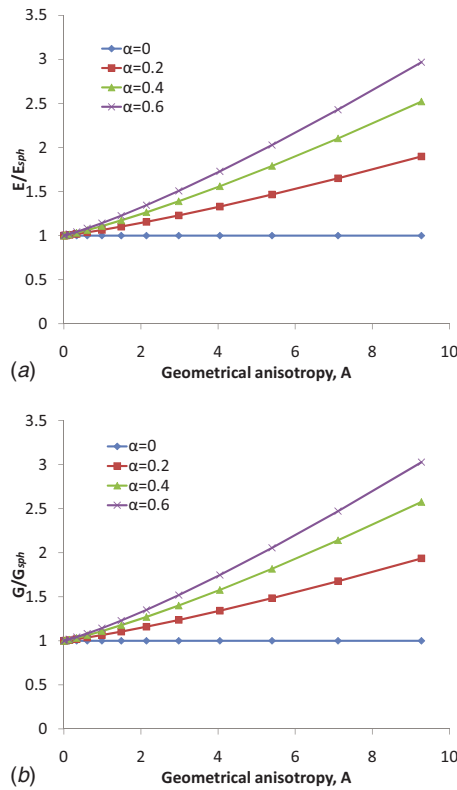 3.5
3
2.5
2
1.5
1
0.5
0
E/E_sph
α=0
α=0.2
α=0.4
α=0.6
0 2 4 6 8 10
Geometrical anisotropy, A
(a)
3.5
3
2.5
2
1.5
1
0.5
0
G/G_sph
α=0
α=0.2
α=0.4
α=0.6
0 2 4 6 8 10
Geometrical anisotropy, A
(b)